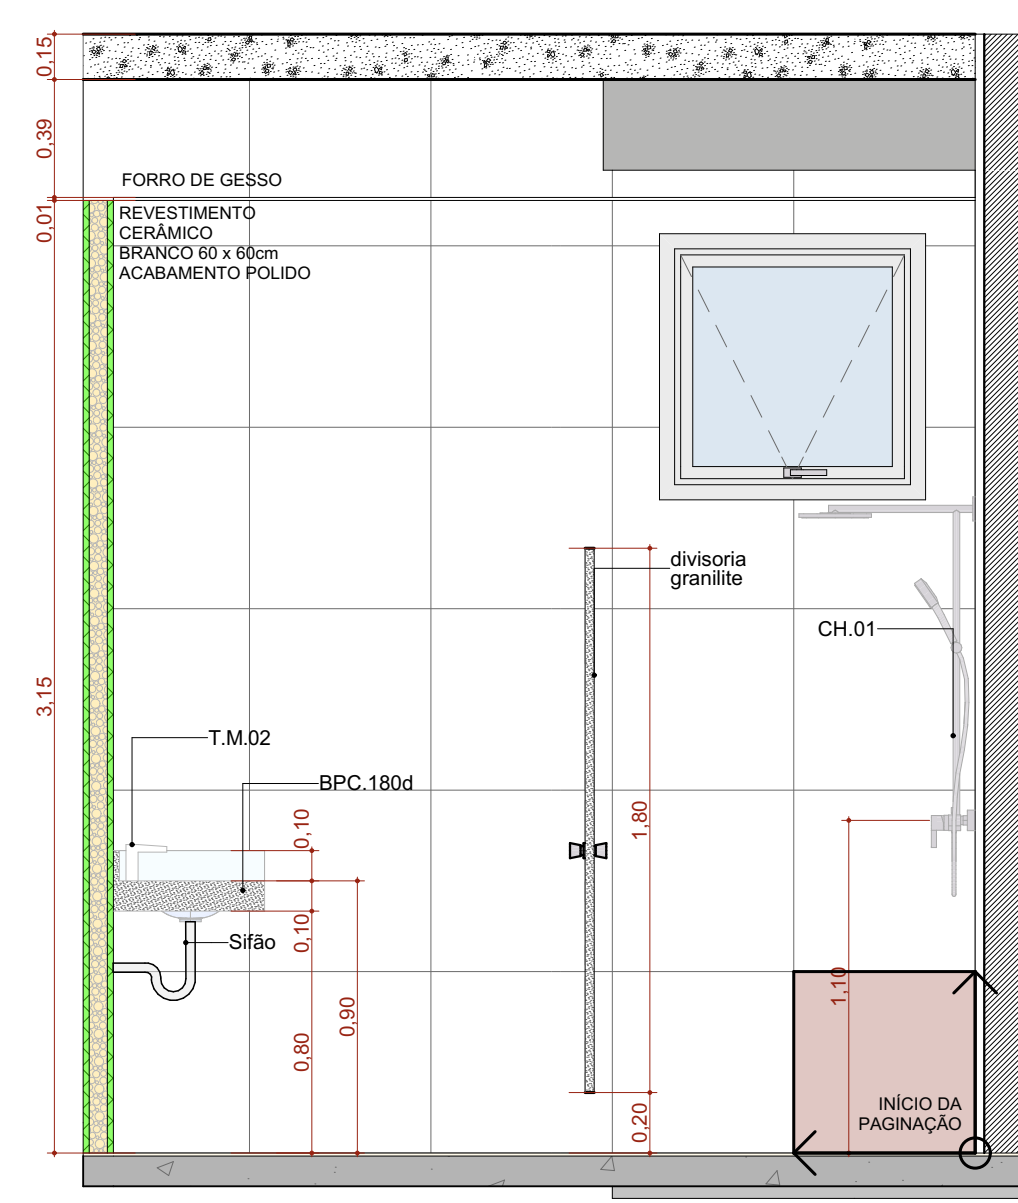 0,15
0,39
FORRO DE GESSO
0,01
REVESTIMENTO
CERÂMICO
BRANCO 60 x 60cm
ACABAMENTO POLIDO
divisoria
granilite
CH.01
3,15
T.M.02
BPC.180d
0,10
1,80
Sifão
0,10
1,10
0,90
0,80
INÍCIO DA
PAGINAÇÃO
0,20